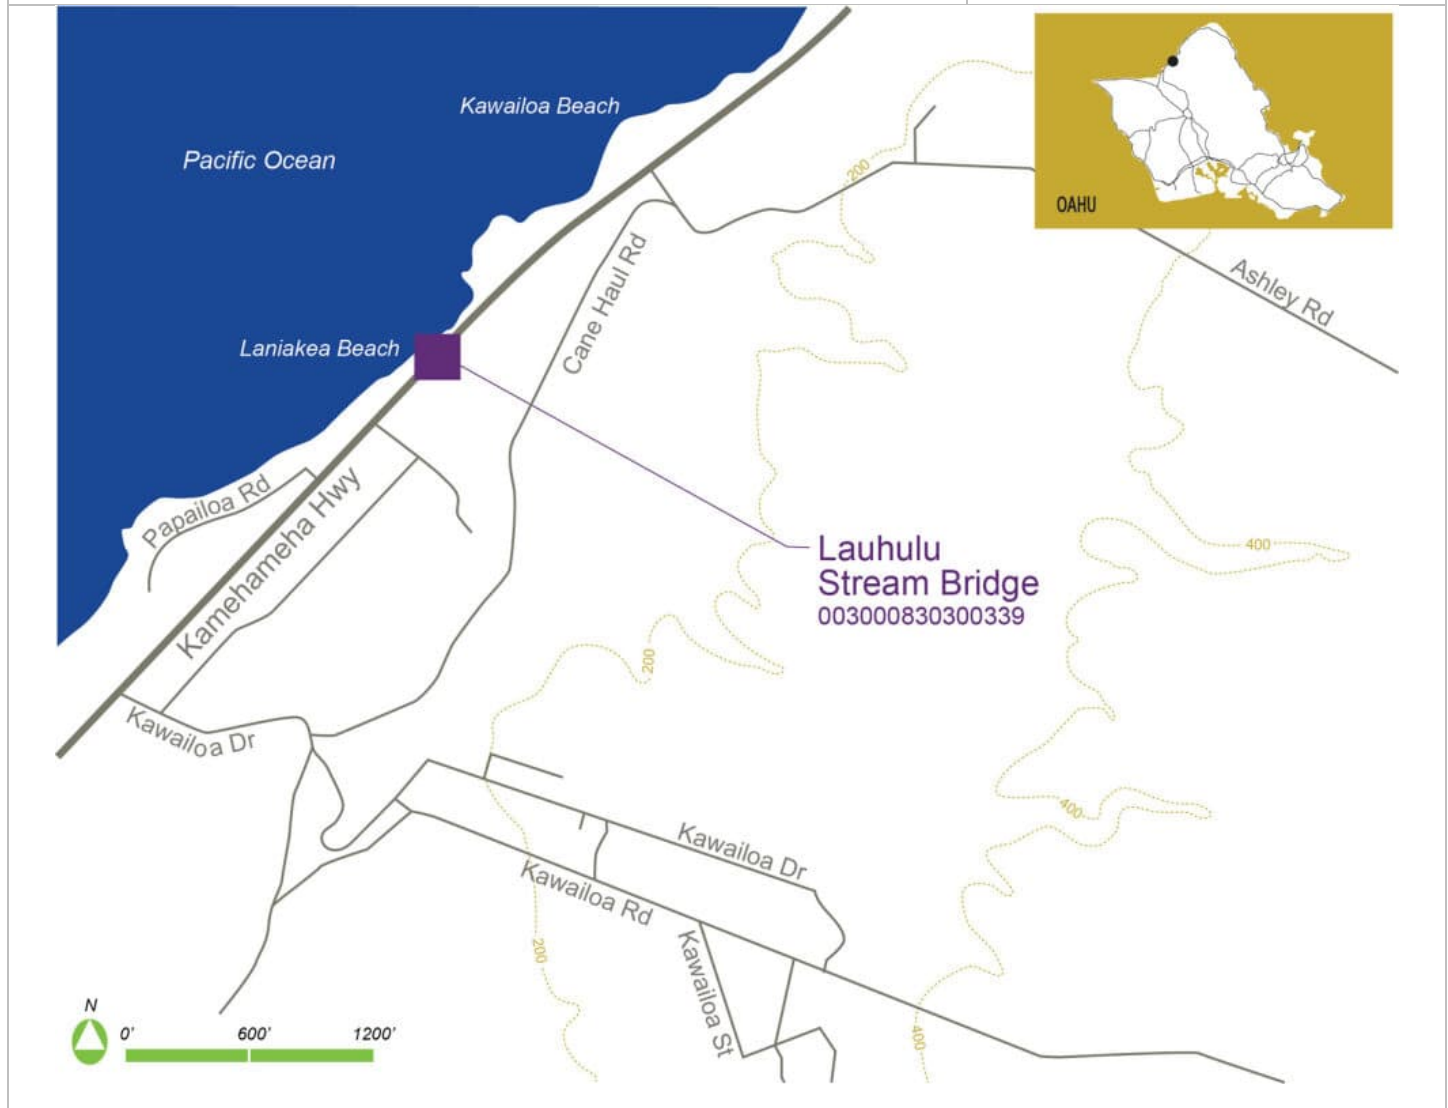 Kawailoa Beach
Pacific Ocean
200
OAHU
Ashley Rd
Cane Haul Rd
Laniakea Beach
Papailoa Rd
Kamehameha Hwy
400
Lauhulu
Stream Bridge
003000830300339
200
Kawailoa Dr
400
Kawailoa Dr
Kawailoa Rd
200
Kawailoa St
400
N
0' 600' 1200'